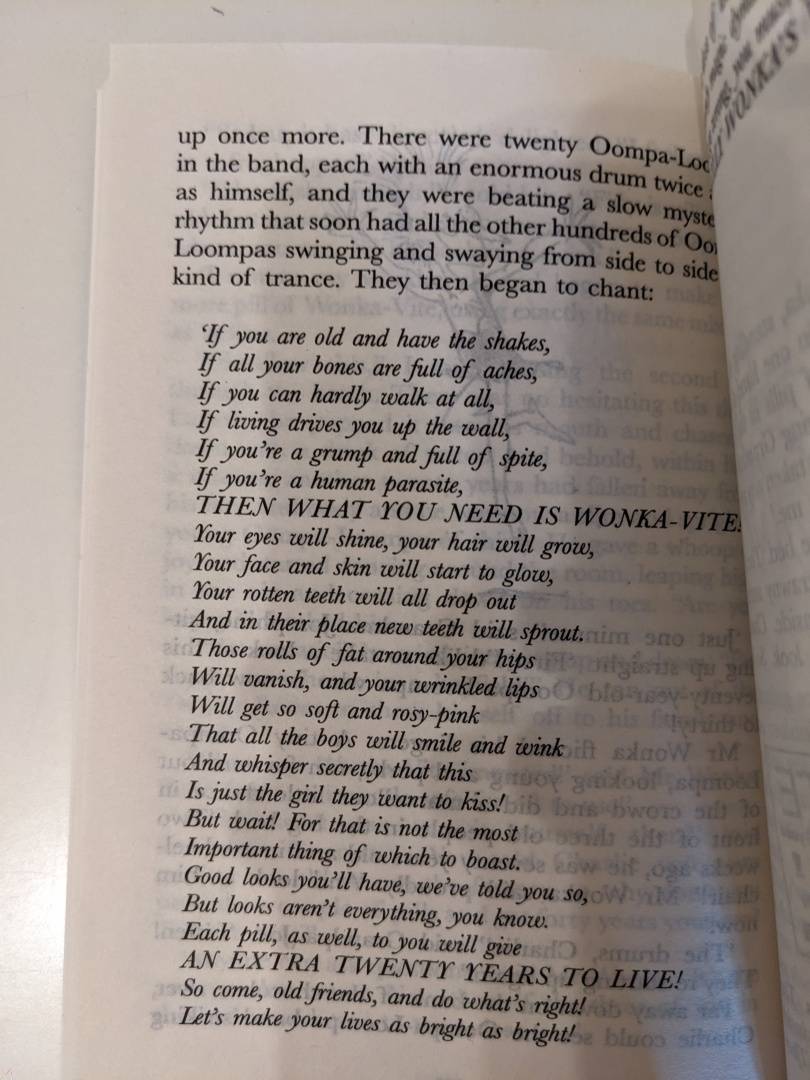 up once more. There were twenty Oompa-Loo
in the band, each with an enormous drum twice
as himself, and they were beating a slow myste
rhythm that soon had all the other hundreds of Oo
Loompas swinging and swaying from side to side
kind of trance. They then began to chant:
‘If you are old and have the shakes,
If all your bones are full of aches,
If you can hardly walk at all,
If living drives you up the wall,
If you’re a grump and full of spite,
If you’re a human parasite,
THEN WHAT YOU NEED IS WONKA-VITE!
Your eyes will shine, your hair will grow,
Your face and skin will start to glow,
Your rotten teeth will all drop out
And in their place new teeth will sprout.
Those rolls of fat around your hips
Will vanish, and your wrinkled lips
Will get so soft and rosy-pink
That all the boys will smile and wink
And whisper secretly that this
Is just the girl they want to kiss!
But wait! For that is not the most
Important thing of which to boast.
Good looks you’ll have, we’ve told you so,
But looks aren’t everything, you know.
Each pill, as well, to you will give
AN EXTRA TWENTY YEARS TO LIVE!
So come, old friends, and do what’s right!
Let’s make your lives as bright as bright!
WONKA’S